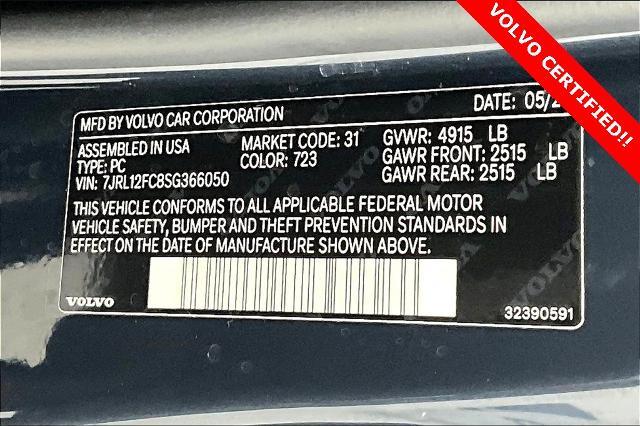 VOLVO CERTIFIED!!
MFD BY VOLVO CAR CORPORATION DATE:
ASSEMBLED IN USA MARKET CODE: 31 GVWR: 4915 LB
TYPE: PC COLOR: 723 GAWR FRONT: 2515 LB
VIN: 7JRL12FC8SG366050 GAWR REAR: 2515 LB
THIS VEHICLE CONFORMS TO ALL APPLICABLE FEDERAL MOTOR
VEHICLE SAFETY, BUMPER AND THEFT PREVENTION STANDARDS IN
EFFECT ON THE DATE OF MANUFACTURE SHOWN ABOVE.
VOLVO
32390591